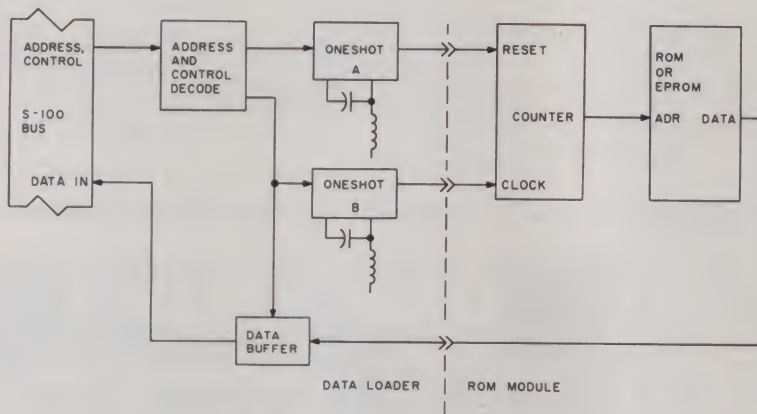 ADDRESS,
CONTROL
S-100
BUS
DATA IN
ADDRESS
AND
CONTROL
DECODE
ONESHOT
A
ONESHOT
B
DATA
BUFFER
RESET
COUNTER
CLOCK
ROM
OR
EPROM
ADR DATA
DATA LOADER
ROM MODULE